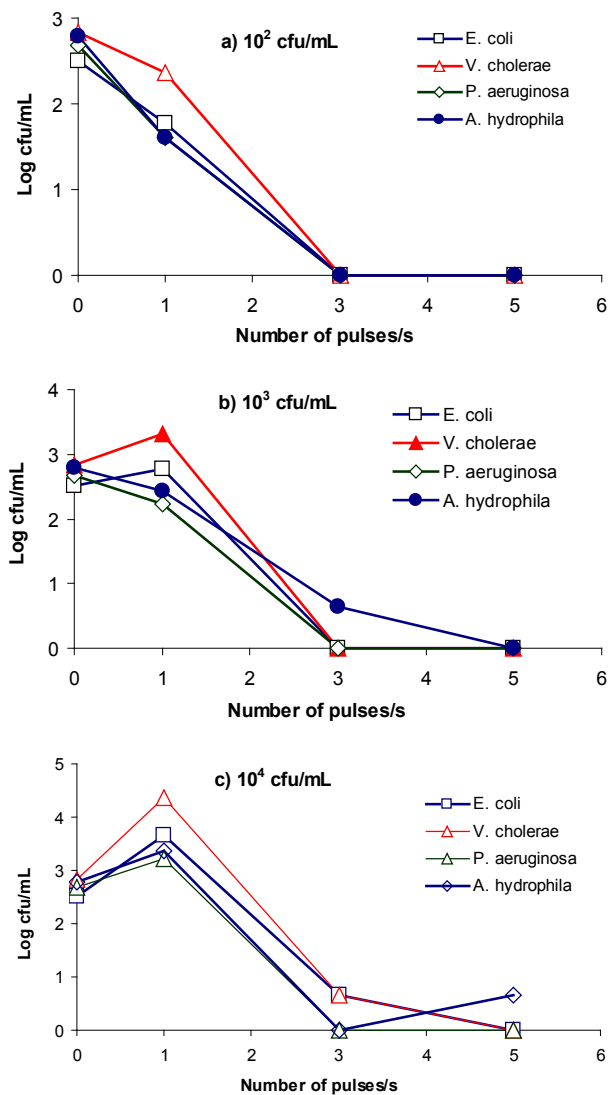 a) 10² cfu/mL
E. coli
V. cholerae
P. aeruginosa
A. hydrophila
Log cfu/mL
3
2
1
0
0 1 2 3 4 5 6
Number of pulses/s
b) 10³ cfu/mL
E. coli
V. cholerae
P. aeruginosa
A. hydrophila
Log cfu/mL
4
3
2
1
0
0 1 2 3 4 5 6
Number of pulses/s
c) 10⁴ cfu/mL
E. coli
V. cholerae
P. aeruginosa
A. hydrophila
Log cfu/mL
5
4
3
2
1
0
0 1 2 3 4 5 6
Number of pulses/s